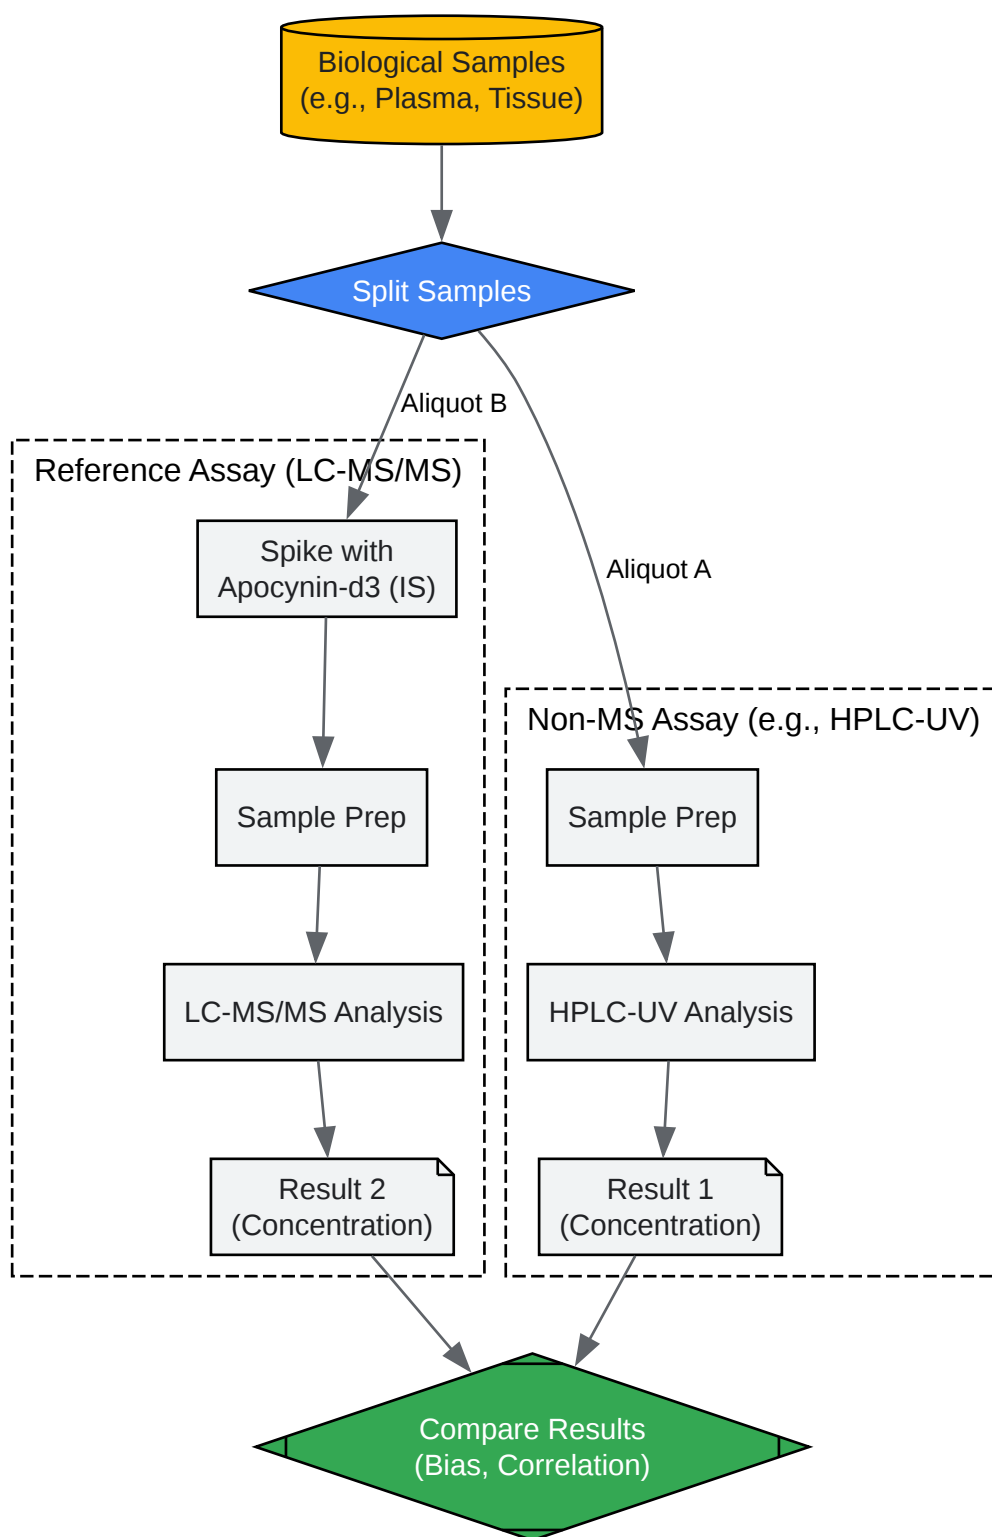 Biological Samples
(e.g., Plasma, Tissue)
Split Samples
Aliquot B
Reference Assay (LC-MS/MS)
Spike with
Apocynin-d3 (IS)
Aliquot A
Non-MS Assay (e.g., HPLC-UV)
Sample Prep
Sample Prep
LC-MS/MS Analysis
HPLC-UV Analysis
Result 2
(Concentration)
Result 1
(Concentration)
Compare Results
(Bias, Correlation)